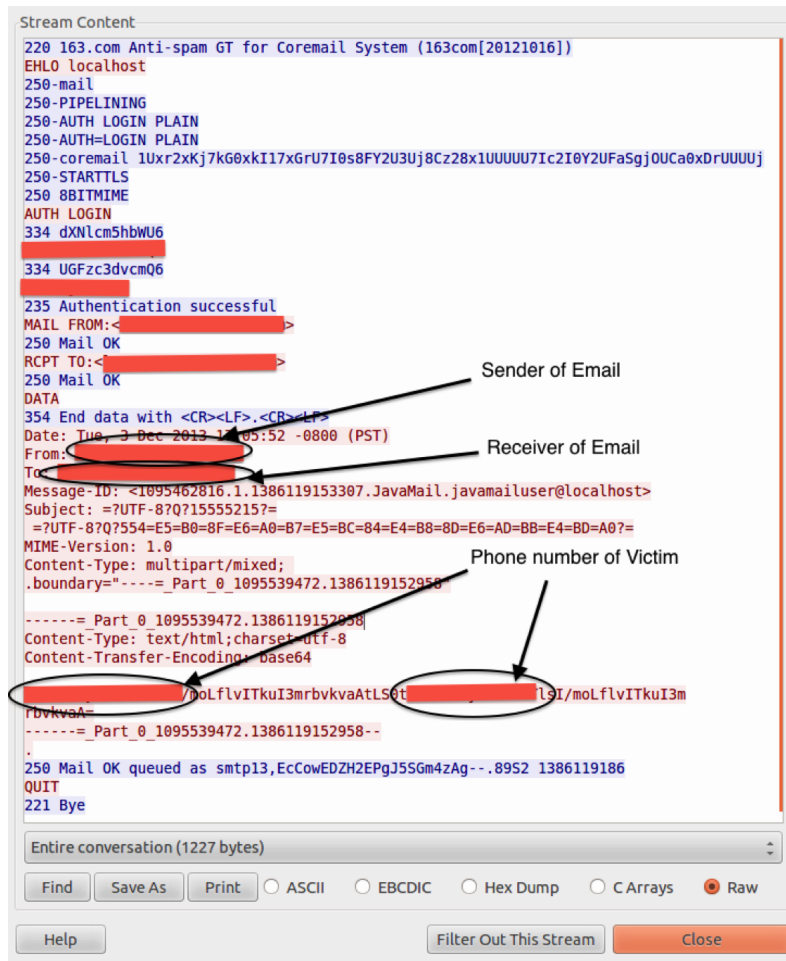 Stream Content
220 163.com Anti-spam GT for Coremail System (163com[20121016])
EHLO localhost
250-mail
250-PIPELINING
250-AUTH LOGIN PLAIN
250-AUTH=LOGIN PLAIN
250-coremail 1Uxr2xKj7kG0xkI17xGrU7I0s8FY2U3Uj8Cz28x1UUUUU7Ic2I0Y2UFaSgjOUCa0xDrUUUUj
250-STARTTLS
250 8BITMIME
AUTH LOGIN
334 dXNlcm5hbWU6
334 UGFzc3dvcmQ6
235 Authentication successful
MAIL FROM:< >
250 Mail OK
RCPT TO:< >
250 Mail OK
Sender of Email
DATA
354 End data with <CR><LF>.<CR><LF>
Date: Tue, 3 Dec 2013 17:05:52 -0800 (PST)
From:
Receiver of Email
To:
Message-ID: <1095462816.1.1386119153307.JavaMail.javamailuser@localhost>
Subject: =?UTF-8?Q?15555215?=
=?UTF-8?Q?554=E5=B0=8F=E6=A0=B7=E5=BC=84=E4=B8=8D=E6=AD=BB=E4=BD=A0?=
MIME-Version: 1.0
Phone number of Victim
Content-Type: multipart/mixed;
.boundary="----=_Part_0_1095539472.1386119152958"
------=_Part_0_1095539472.1386119152958
Content-Type: text/html;charset=utf-8
Content-Transfer-Encoding: base64
/moLflvITkuI3mrbvkvaAtLS0t lsI/moLflvITkuI3m
rbvkvaA=
------=_Part_0_1095539472.1386119152958--
.
250 Mail OK queued as smtp13,EcCowEDZH2EPgJ5SGm4zAg--.89S2 1386119186
QUIT
221 Bye
Entire conversation (1227 bytes)
Find Save As Print ASCII EBCDIC Hex Dump C Arrays Raw
Help Filter Out This Stream Close